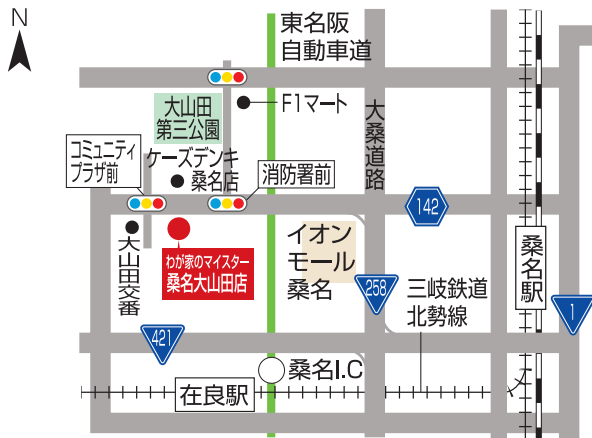 N
東名阪
自動車道
大山田
第三公園
F1マート
大桑道路
コミュニティ
プラザ前
ケーズデンキ
桑名店
消防署前
142
大山田交番
わが家のマイスター
桑名大山田店
イオン
モール
桑名
258
三岐鉄道
北勢線
桑名駅
1
421
桑名I.C
在良駅